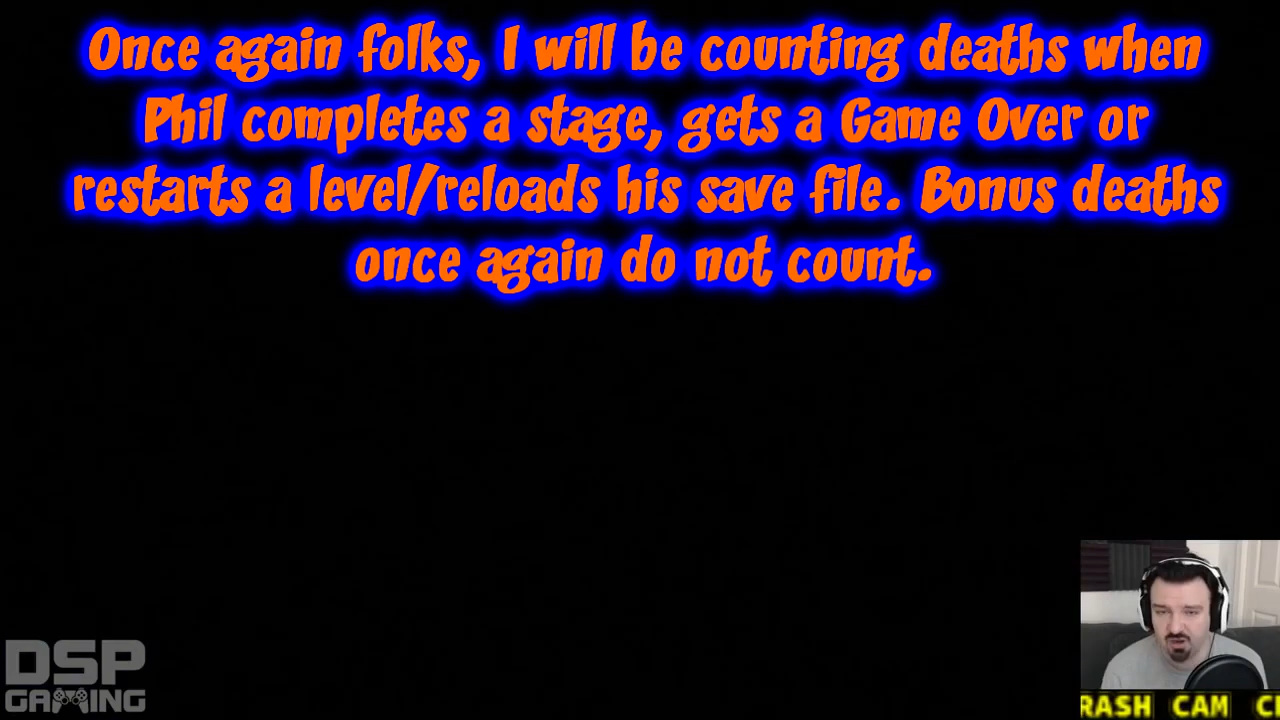 Once again folks, I will be counting deaths when
Phil completes a stage, gets a Game Over or
restarts a level/reloads his save file. Bonus deaths
once again do not count.
DSP
GAMING
RASH CAM C